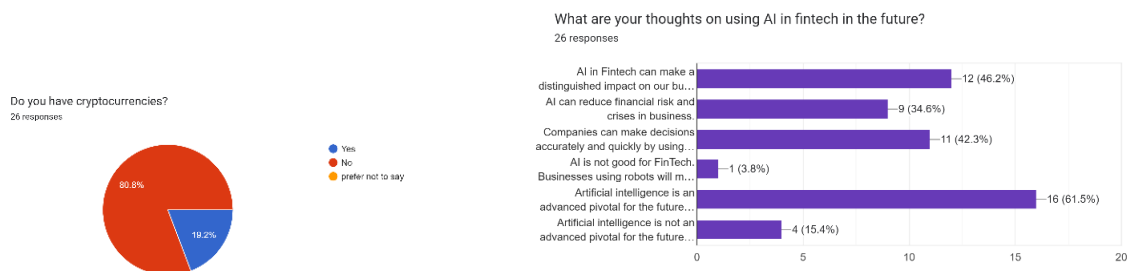 Do you have cryptocurrencies?
26 responses
80.8%
19.2%
Yes
No
prefer not to say
What are your thoughts on using AI in fintech in the future?
26 responses
AI in Fintech can make a
distinguished impact on our bu…
12 (46.2%)
AI can reduce financial risk and
crises in business.
9 (34.6%)
Companies can make decisions
accurately and quickly by using…
11 (42.3%)
AI is not good for FinTech.
Businesses using robots will m…
1 (3.8%)
Artificial intelligence is an
advanced pivotal for the future…
16 (61.5%)
Artificial intelligence is not an
advanced pivotal for the future…
4 (15.4%)
0 5 10 15 20